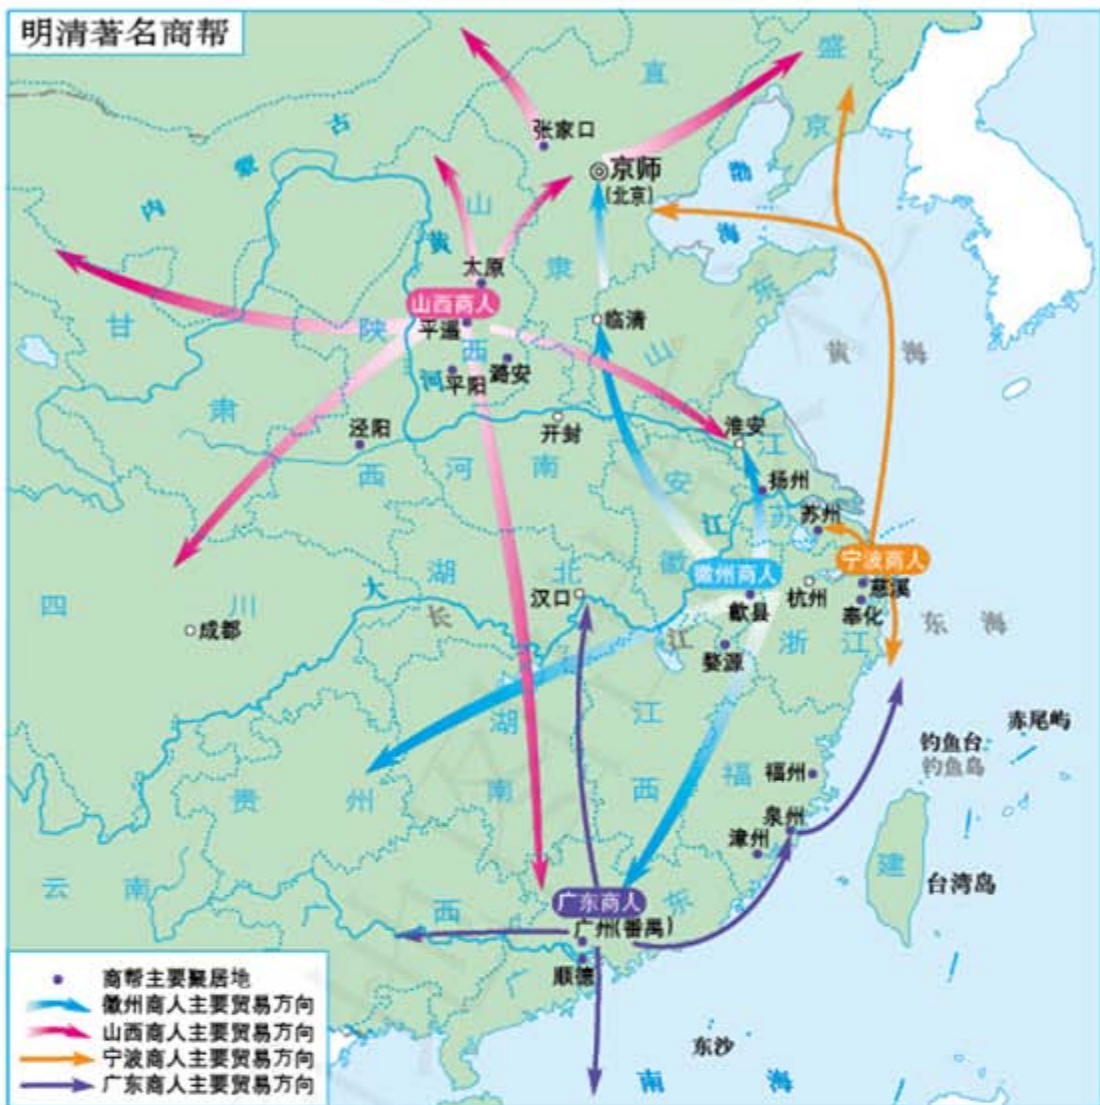 明清著名商帮
盛
京
直
隶
张家口
◎京师
(北京)
内蒙古
渤海
山
西
黄
河
太原
山西商人
平遥
平阳
潞安
临清
山东
黄海
甘
肃
陕
西
泾阳
开封
河南
淮安
江
苏
扬州
苏州
安
徽
江
徽州商人
歙县
婺源
杭州
宁波商人
慈溪
奉化
浙江
东海
四川
成都
大
湖北
汉口
长
江
湖
南
江
西
福
建
福州
泉州
漳州
钓鱼台
钓鱼岛
赤尾屿
台湾岛
贵州
云南
广
西
东
广东商人
广州(番禺)
顺德
东沙
南海
商帮主要聚居地
徽州商人主要贸易方向
山西商人主要贸易方向
宁波商人主要贸易方向
广东商人主要贸易方向